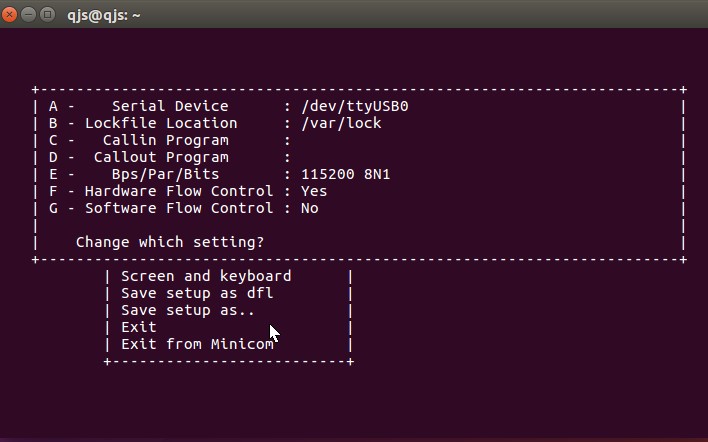 qjs@qjs: ~
+-----------------------------------------------------------------------+
| A -    Serial Device      : /dev/ttyUSB0                              |
| B - Lockfile Location     : /var/lock                                 |
| C -   Callin Program      :                                           |
| D -  Callout Program      :                                           |
| E -    Bps/Par/Bits       : 115200 8N1                                |
| F - Hardware Flow Control : Yes                                       |
| G - Software Flow Control : No                                        |
|                                                                       |
|    Change which setting?                                              |
+-----------------------------------------------------------------------+
        | Screen and keyboard      |
        | Save setup as dfl        |
        | Save setup as..          |
        | Exit                     |
        | Exit from Minicom        |
        +--------------------------+